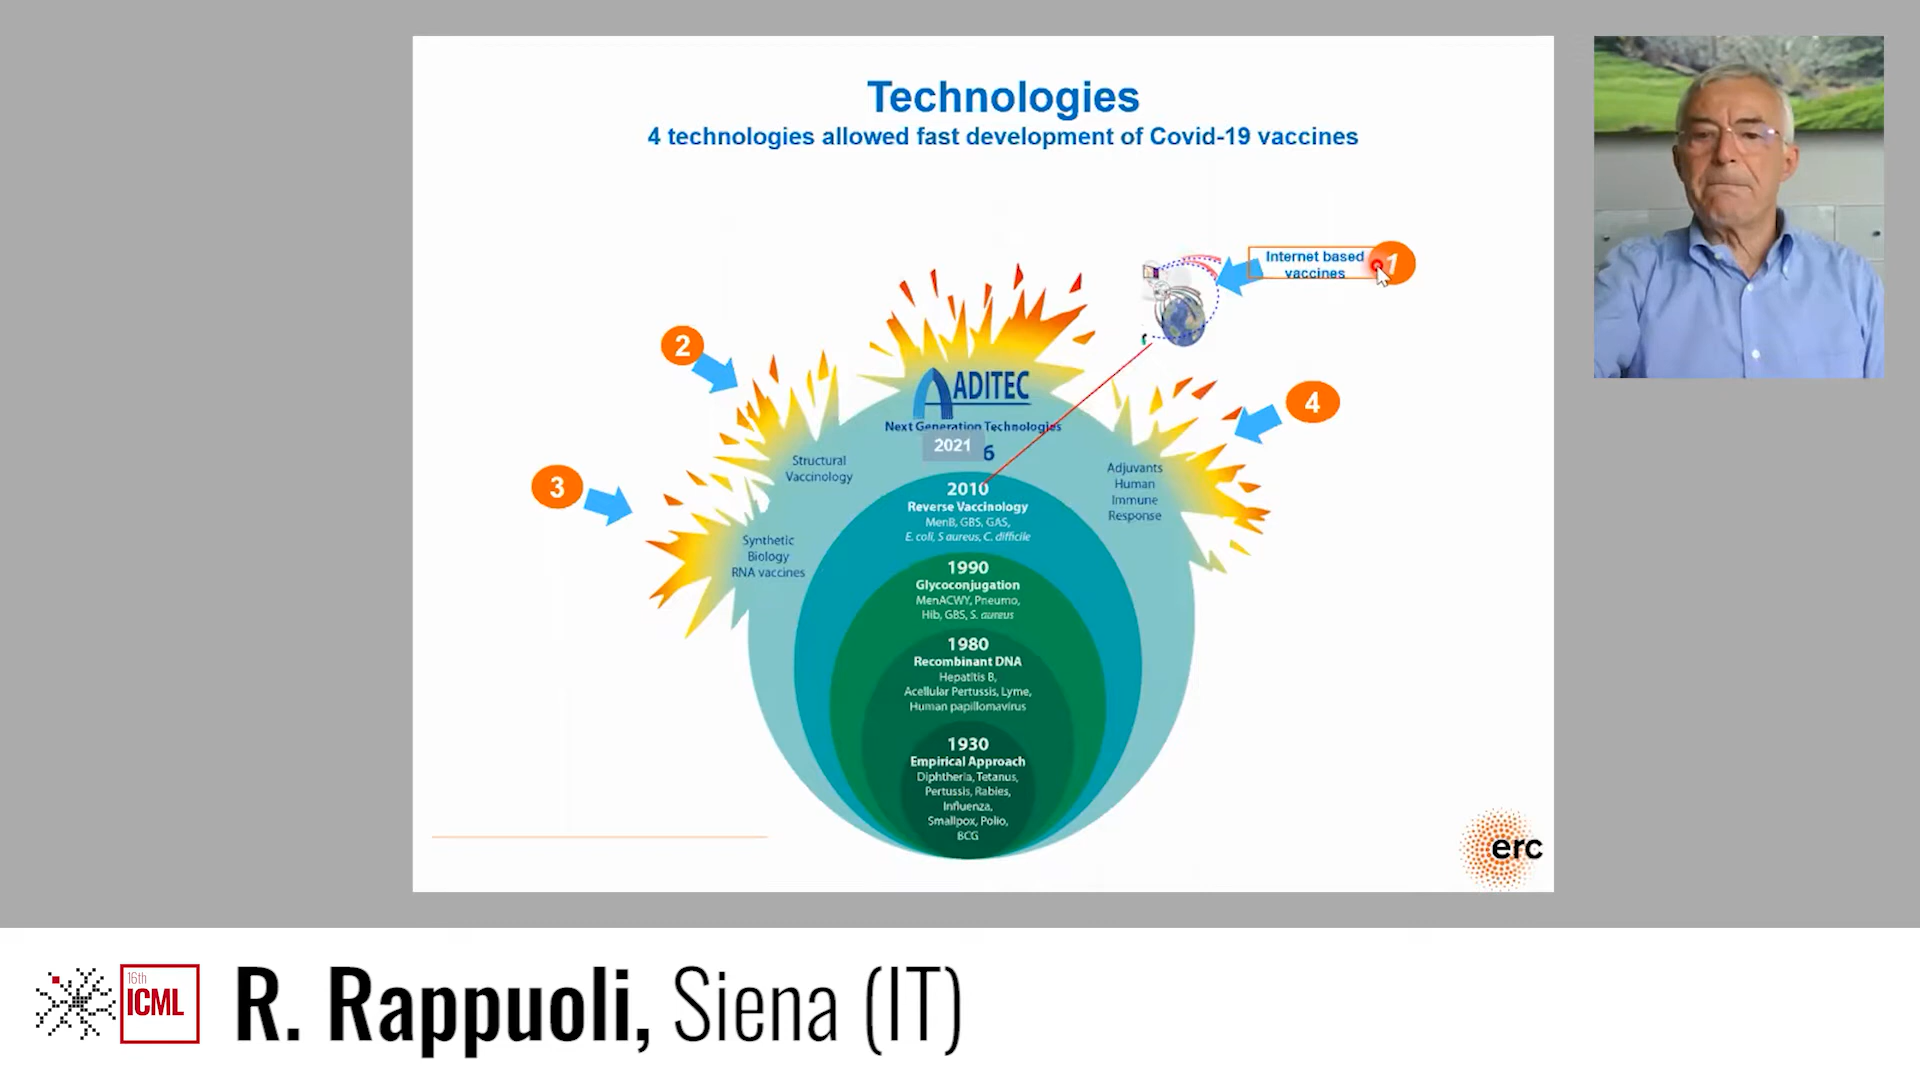 Technologies
4 technologies allowed fast development of Covid-19 vaccines
Internet based
vaccines
1
2
3
4
ADITEC
Next Generation Technologies
2021
6
Structural
Vaccinology
Synthetic
Biology
RNA vaccines
Adjuvants
Human
Immune
Response
2010
Reverse Vaccinology
MenB, GBS, GAS,
E. coli, S aureus, C. difficile
1990
Glycoconjugation
MenACWY, Pneumo,
Hib, GBS, S. aureus
1980
Recombinant DNA
Hepatitis B,
Acellular Pertussis, Lyme,
Human papillomavirus
1930
Empirical Approach
Diphtheria, Tetanus,
Pertussis, Rabies,
Influenza,
Smallpox, Polio,
BCG
erc
16th
ICML
R. Rappuoli, Siena (IT)